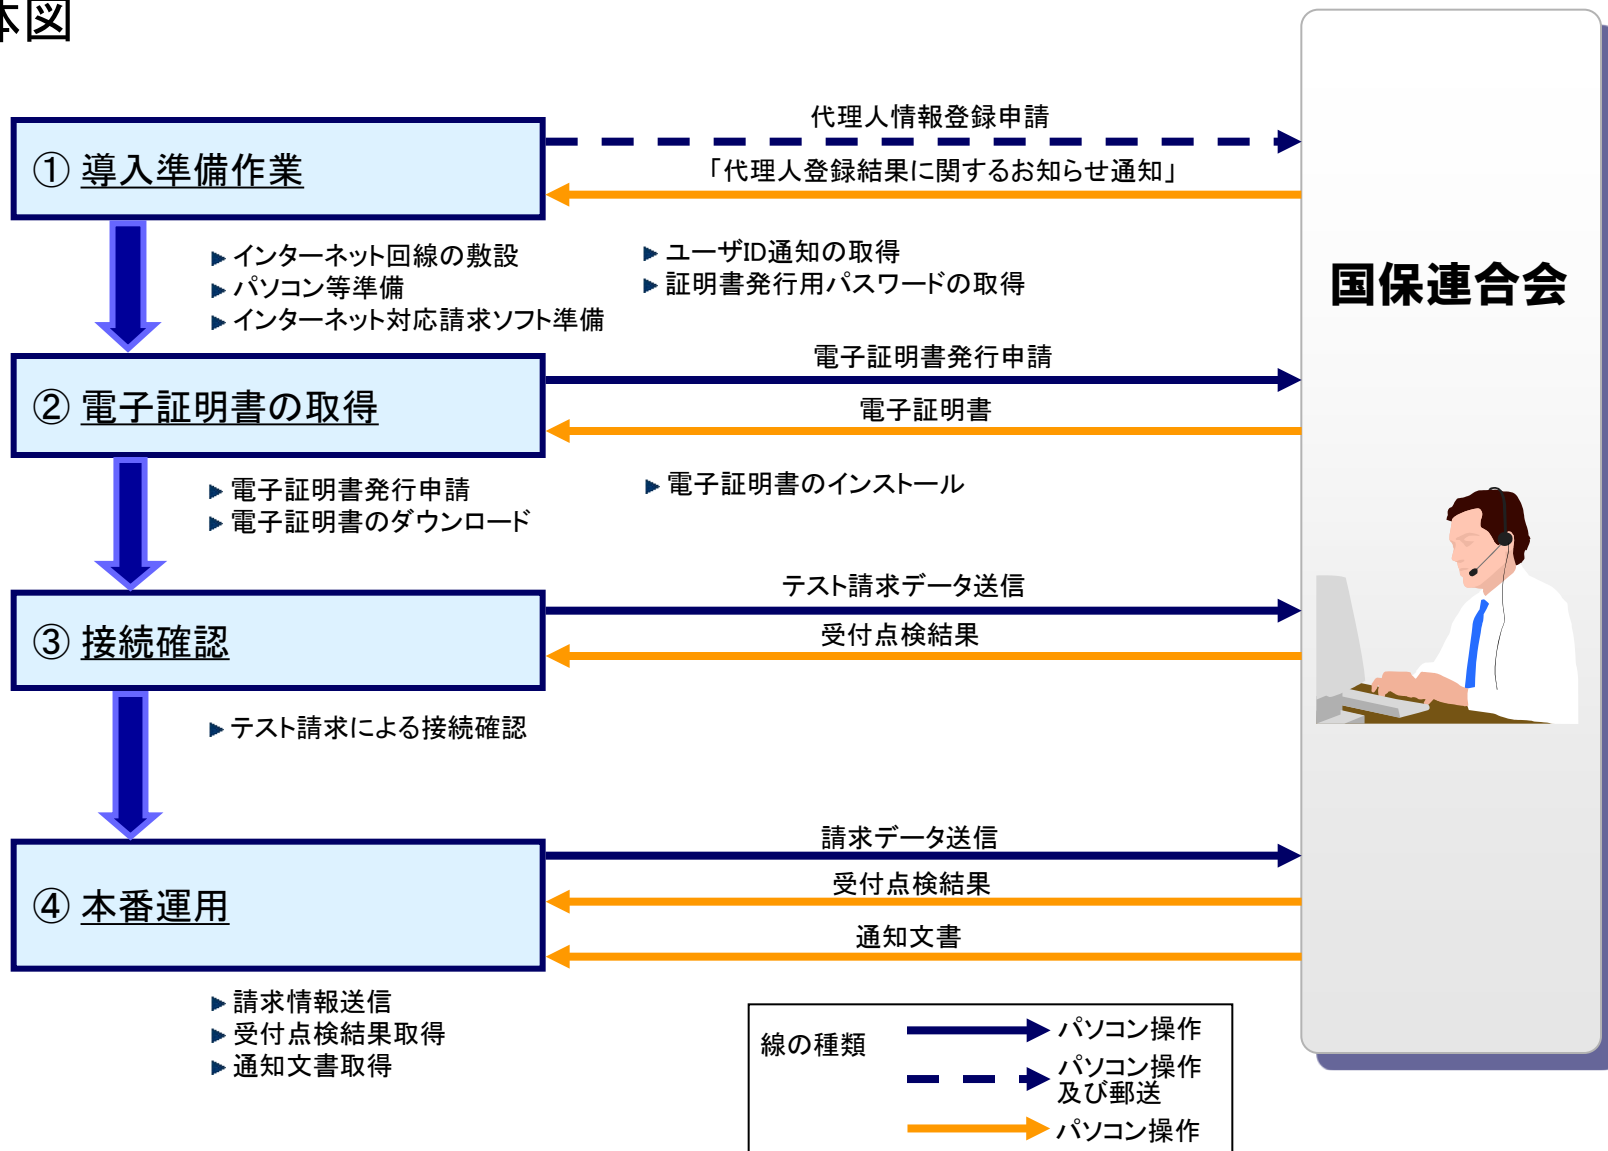 本図
代理人情報登録申請
① 導入準備作業
「代理人登録結果に関するお知らせ通知」
インターネット回線の敷設
パソコン等準備
インターネット対応請求ソフト準備
ユーザID通知の取得
証明書発行用パスワードの取得
国保連合会
電子証明書発行申請
② 電子証明書の取得
電子証明書
電子証明書発行申請
電子証明書のダウンロード
電子証明書のインストール
テスト請求データ送信
③ 接続確認
受付点検結果
テスト請求による接続確認
請求データ送信
④ 本番運用
受付点検結果
通知文書
請求情報送信
受付点検結果取得
通知文書取得
線の種類
パソコン操作
パソコン操作
及び郵送
パソコン操作